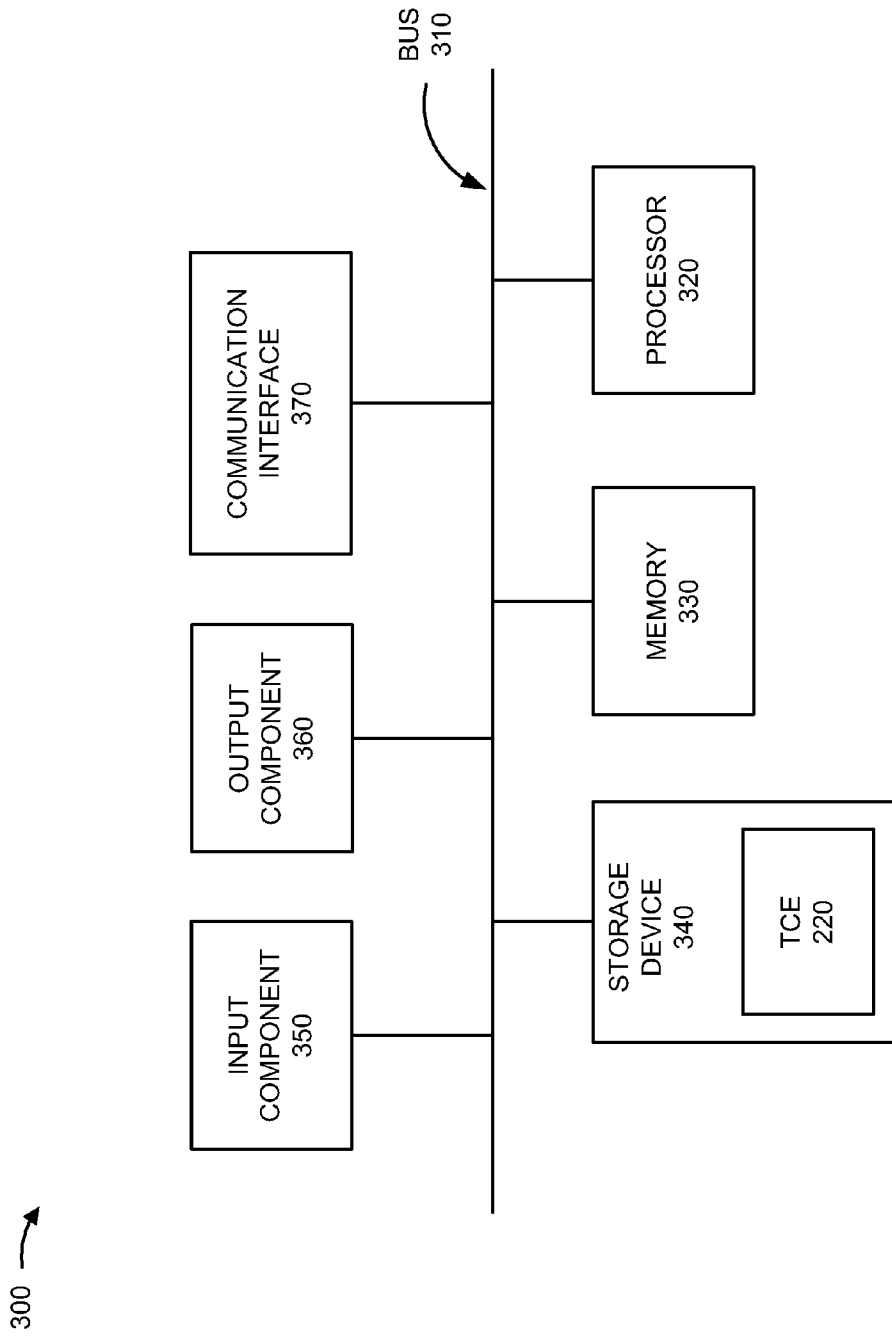 300
INPUT
COMPONENT
350
OUTPUT
COMPONENT
360
COMMUNICATION
INTERFACE
370
BUS
310
STORAGE
DEVICE
340
TCE
220
MEMORY
330
PROCESSOR
320